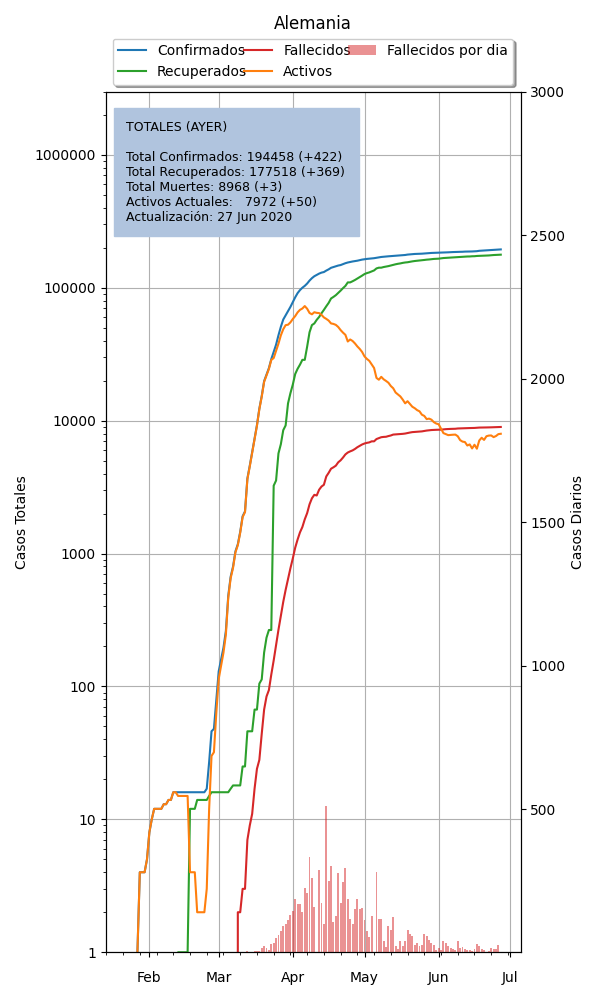 Alemania
Confirmados Fallecidos Fallecidos por dia
Recuperados Activos
TOTALES (AYER)
Total Confirmados: 194458 (+422)
Total Recuperados: 177518 (+369)
Total Muertes: 8968 (+3)
Activos Actuales: 7972 (+50)
Actualización: 27 Jun 2020
Casos Totales
1000000
100000
10000
1000
100
10
1
Casos Diarios
3000
2500
2000
1500
1000
500
Feb Mar Apr May Jun Jul